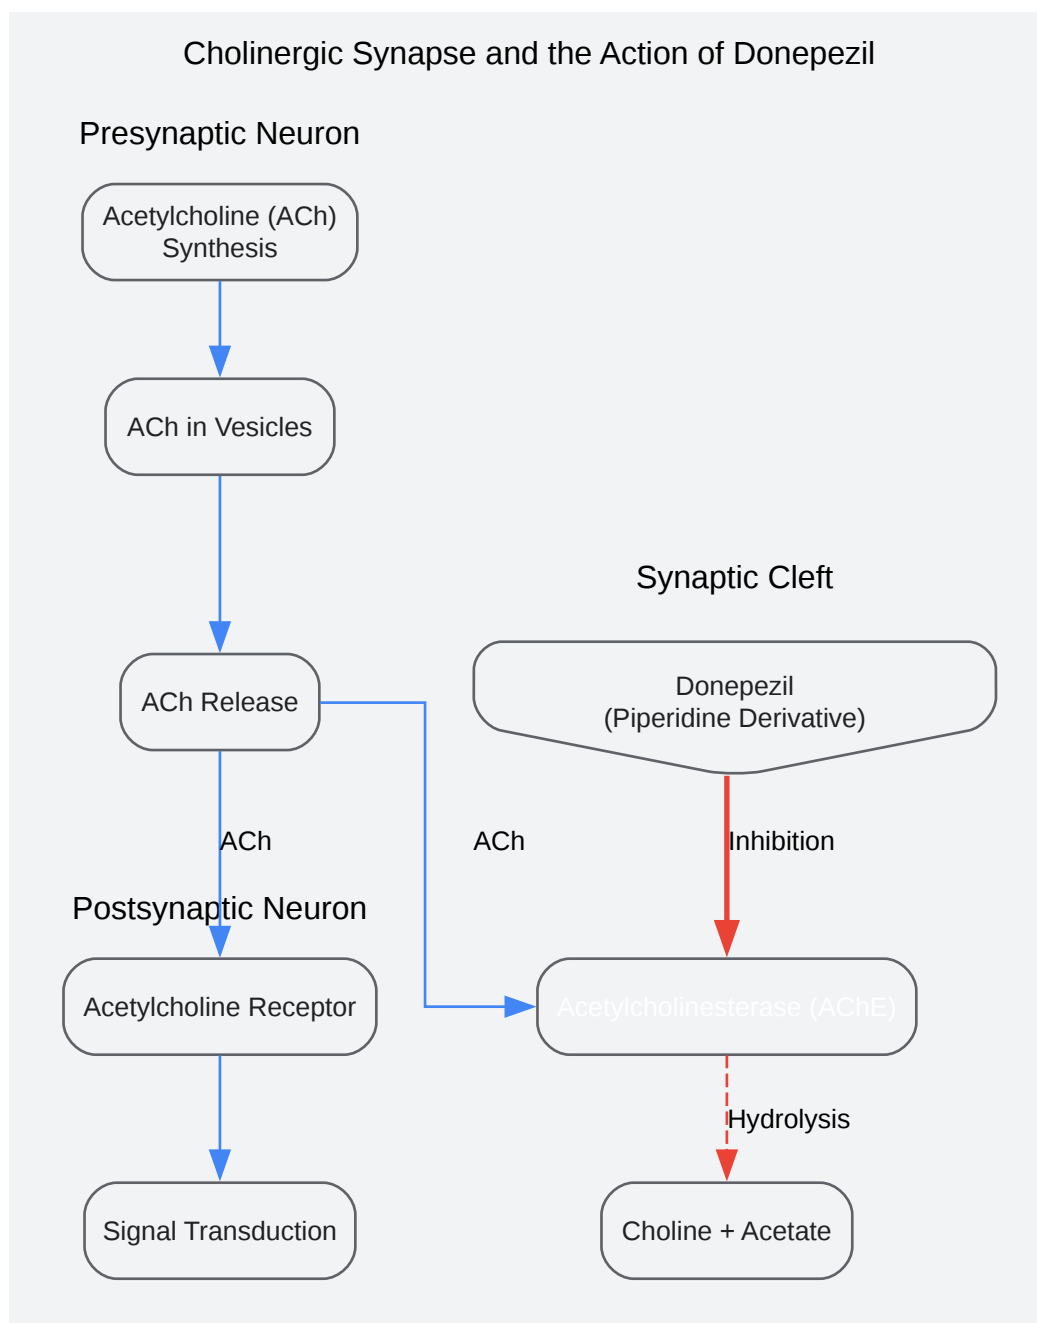 Cholinergic Synapse and the Action of Donepezil
Presynaptic Neuron
Acetylcholine (ACh)
Synthesis
ACh in Vesicles
Synaptic Cleft
Donepezil
(Piperidine Derivative)
ACh Release
ACh
ACh
Inhibition
Postsynaptic Neuron
Acetylcholine Receptor
Acetylcholinesterase (AChE)
Hydrolysis
Signal Transduction
Choline + Acetate